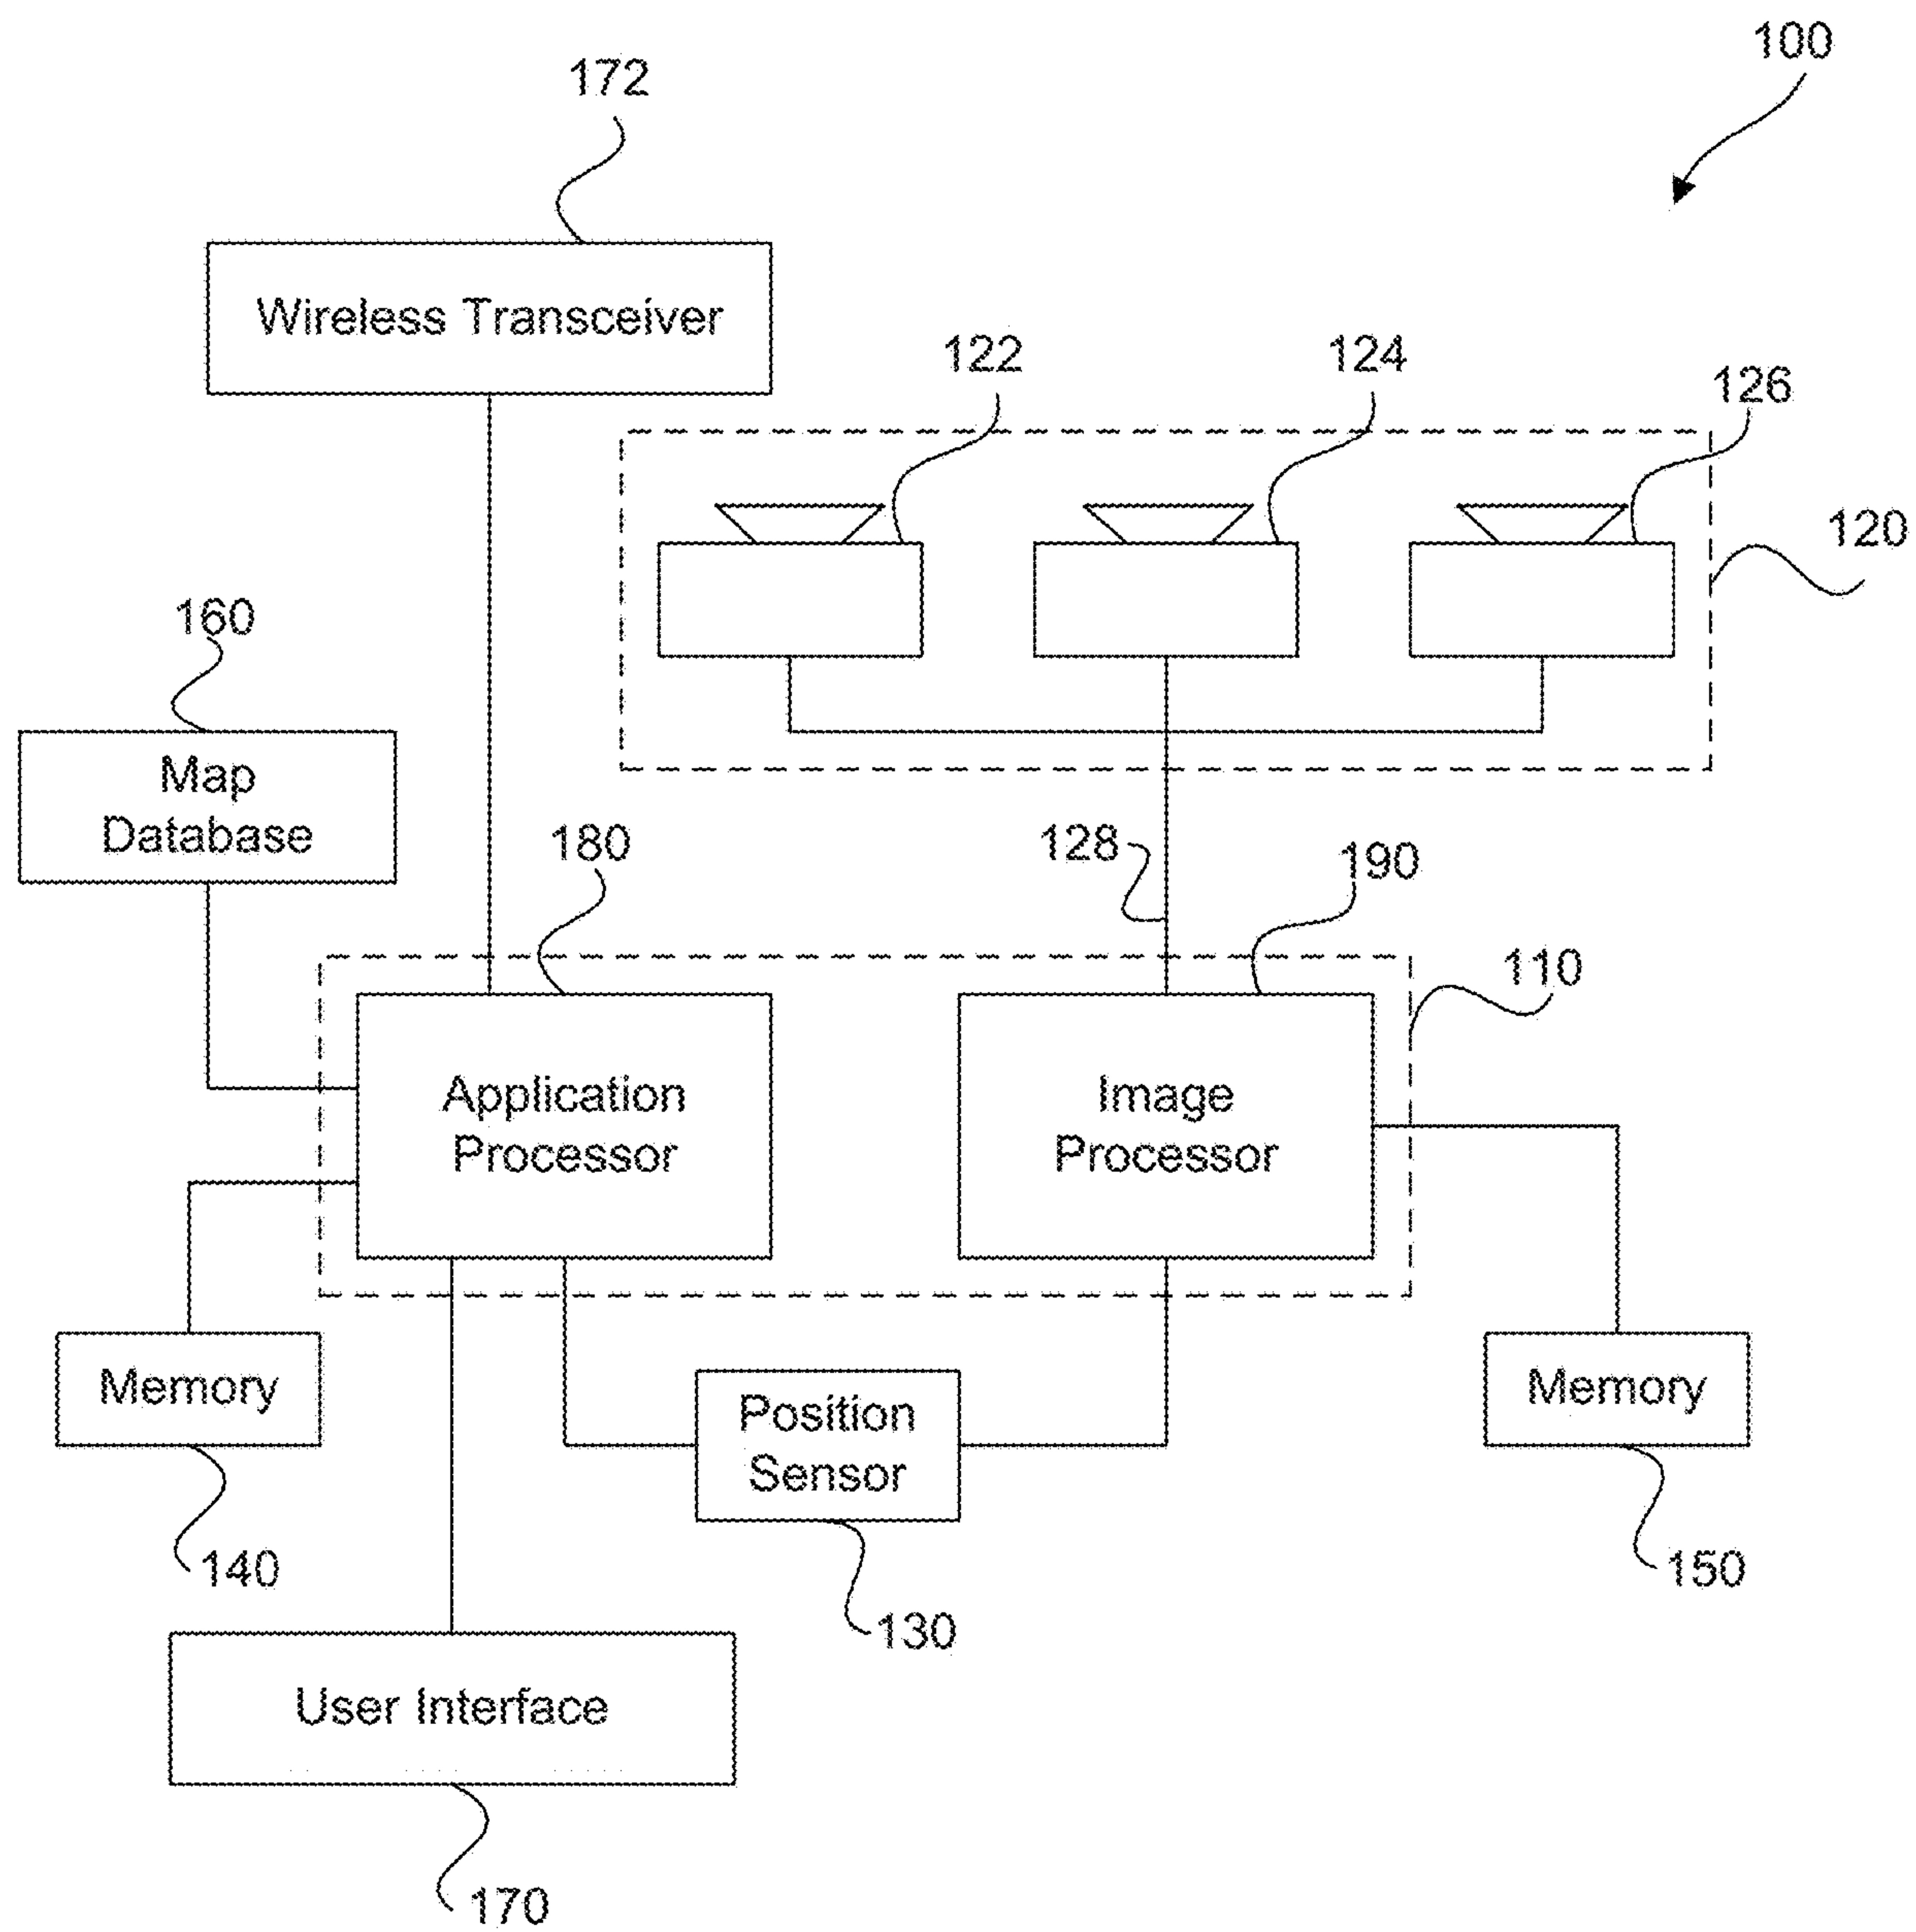 100
172
Wireless Transceiver
122
124
126
120
160
Map
Database
180
128
190
110
Application
Processor
Image
Processor
Memory
Position
Sensor
Memory
140
130
150
User Interface
170